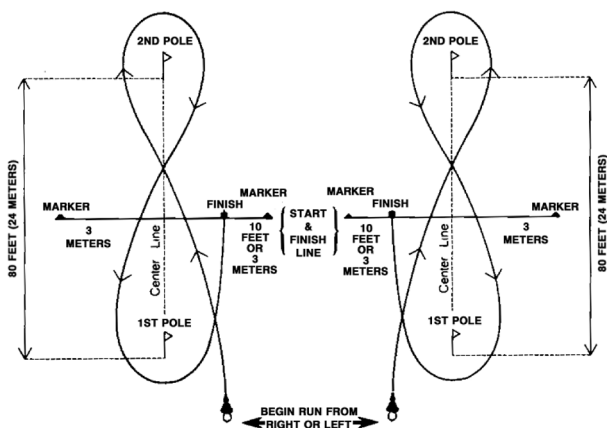 2ND POLE
80 FEET (24 METERS)
MARKER
3
METERS
Center Line
FINISH
MARKER
10
FEET
OR
3
METERS
1ST POLE
START
&
FINISH
LINE
2ND POLE
MARKER
FINISH
10
FEET
OR
3
METERS
Center Line
MARKER
3
METERS
1ST POLE
80 FEET (24 METERS)
BEGIN RUN FROM
RIGHT OR LEFT